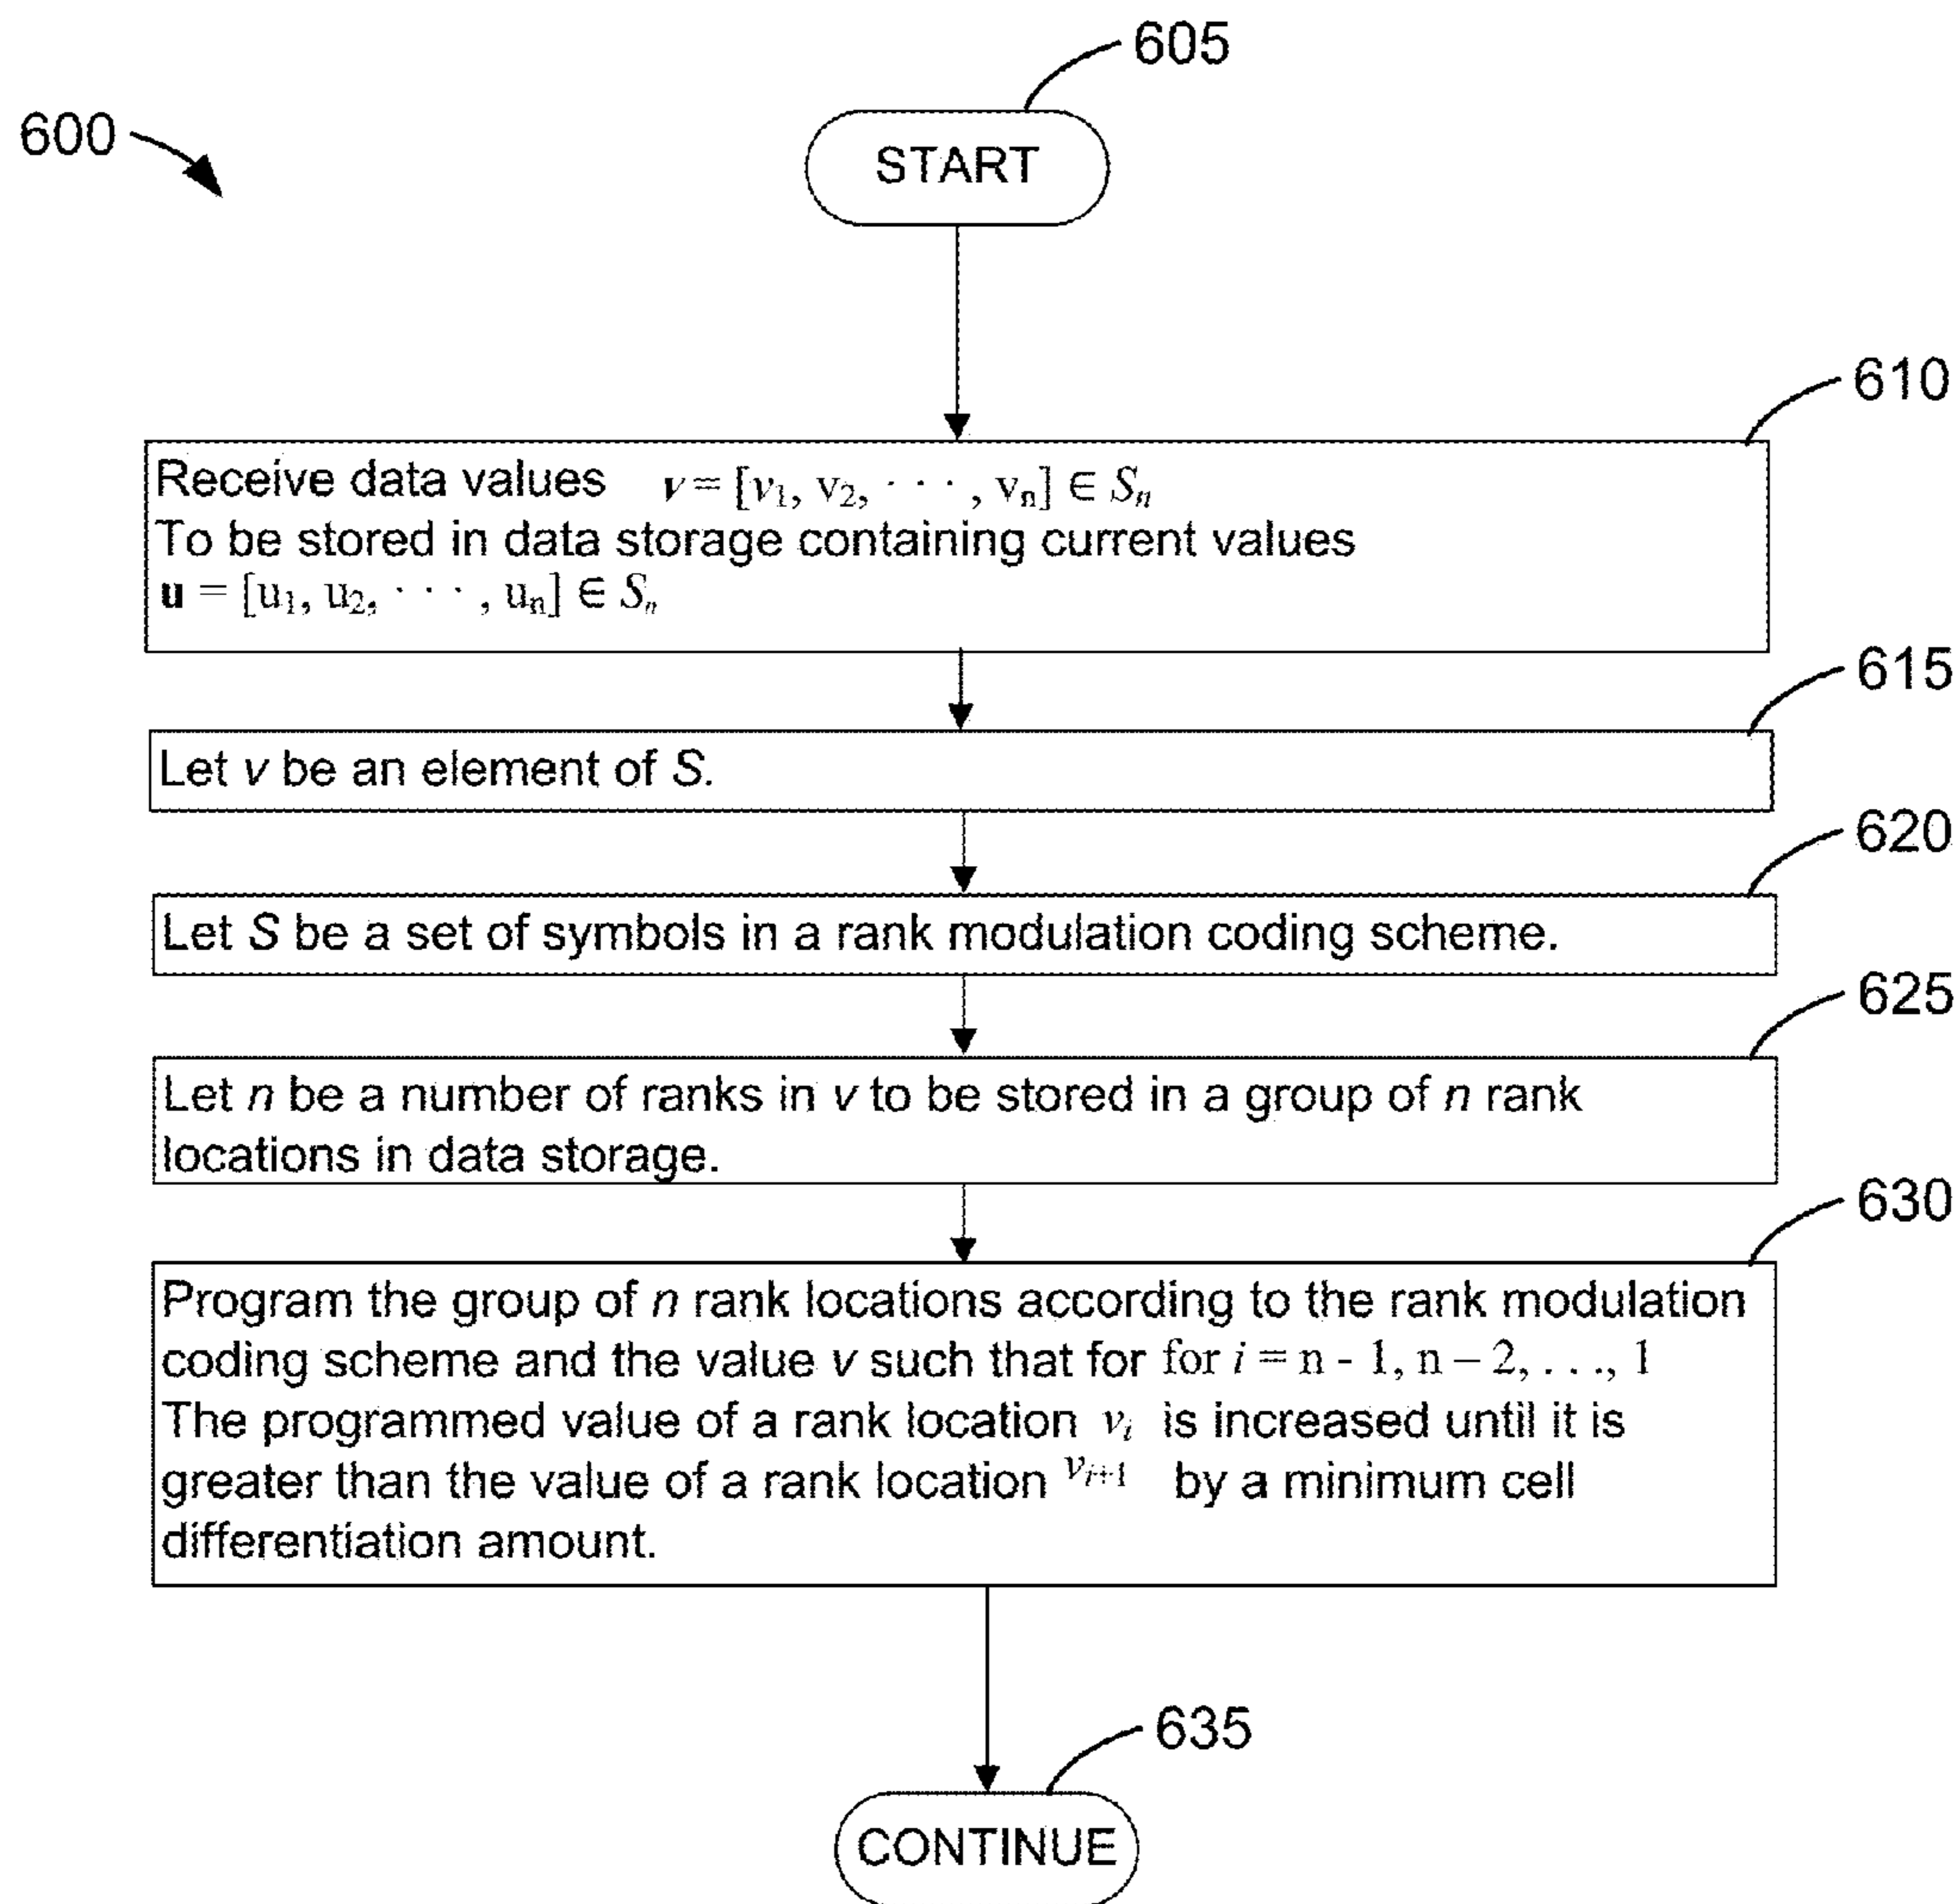 605
600
START
610
Receive data values v = [v₁, v₂, · · · , vₙ] ∈ Sₙ
To be stored in data storage containing current values
u = [u₁, u₂, · · · , uₙ] ∈ Sₙ
615
Let v be an element of S.
620
Let S be a set of symbols in a rank modulation coding scheme.
625
Let n be a number of ranks in v to be stored in a group of n rank
locations in data storage.
630
Program the group of n rank locations according to the rank modulation
coding scheme and the value v such that for for i = n - 1, n – 2, . . ., 1
The programmed value of a rank location vᵢ is increased until it is
greater than the value of a rank location vᵢ₊₁ by a minimum cell
differentiation amount.
635
CONTINUE